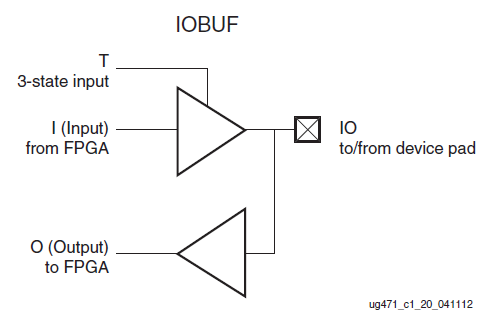 IOBUF
T
3-state input
I (Input)
from FPGA
IO
to/from device pad
O (Output)
to FPGA
ug471_c1_20_041112